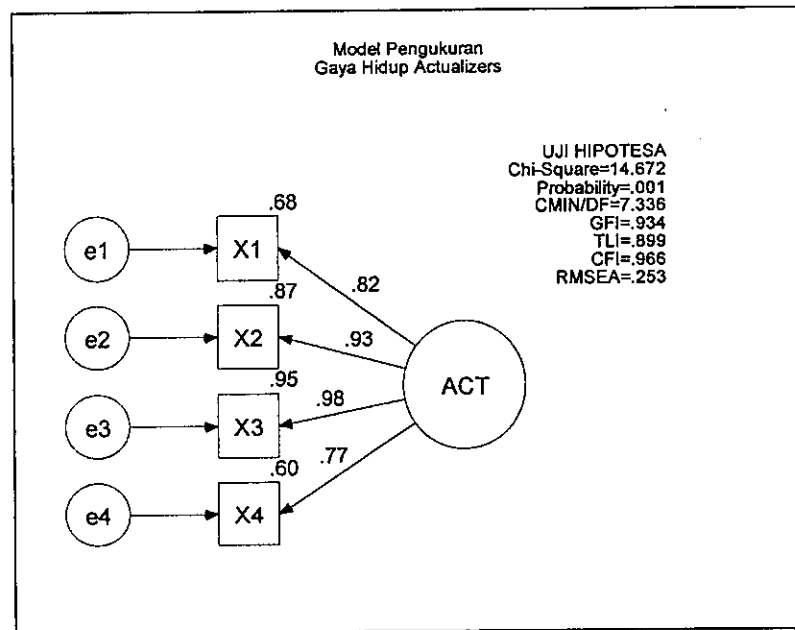 Model Pengukuran
Gaya Hidup Actualizers
UJI HIPOTESA
Chi-Square=14.672
Probability=.001
CMIN/DF=7.336
GFI=.934
TLI=.899
CFI=.966
RMSEA=.253
.68
e1 X1
.82
.87
e2 X2
.93
ACT
.95
.98
e3 X3
.60 .77
e4 X4